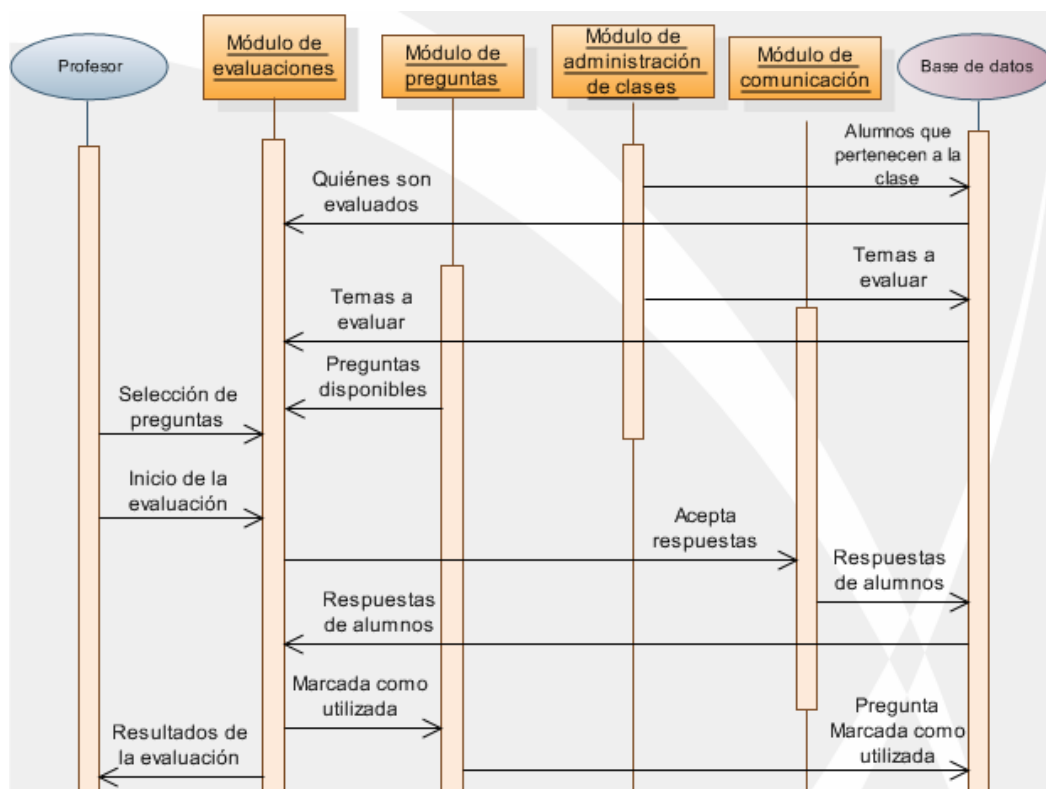 Profesor
Módulo de
evaluaciones
Módulo de
preguntas
Módulo de
administración
de clases
Módulo de
comunicación
Base de datos
Alumnos que
pertenecen a la
clase
Quiénes son
evaluados
Temas a
evaluar
Temas a
evaluar
Preguntas
disponibles
Selección de
preguntas
Inicio de la
evaluación
Acepta
respuestas
Respuestas
de alumnos
Respuestas
de alumnos
Marcada como
utilizada
Pregunta
Marcada como
utilizada
Resultados de
la evaluación